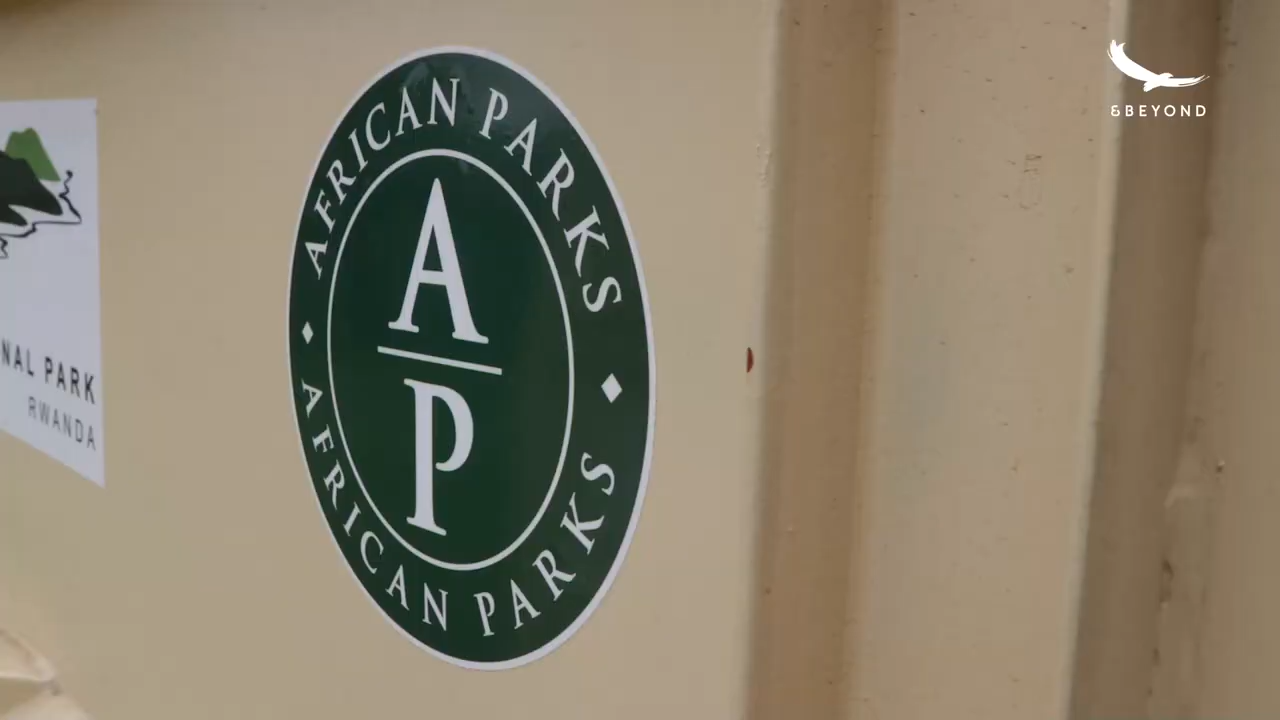 &BEYOND
AFRICAN PARKS
A
P
AFRICAN PARKS
NAL PARK
RWANDA